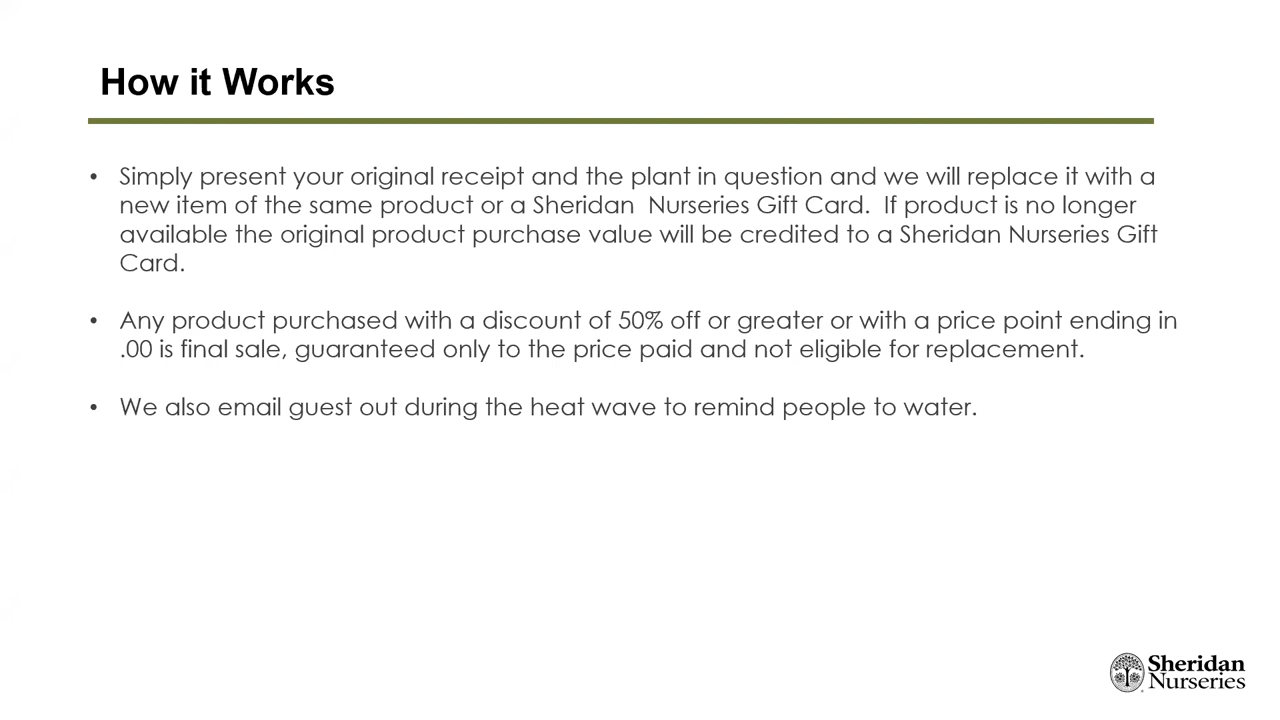 How it Works
• Simply present your original receipt and the plant in question and we will replace it with a
new item of the same product or a Sheridan  Nurseries Gift Card.  If product is no longer
available the original product purchase value will be credited to a Sheridan Nurseries Gift
Card.
• Any product purchased with a discount of 50% off or greater or with a price point ending in
.00 is final sale, guaranteed only to the price paid and not eligible for replacement.
• We also email guest out during the heat wave to remind people to water.
Sheridan
Nurseries